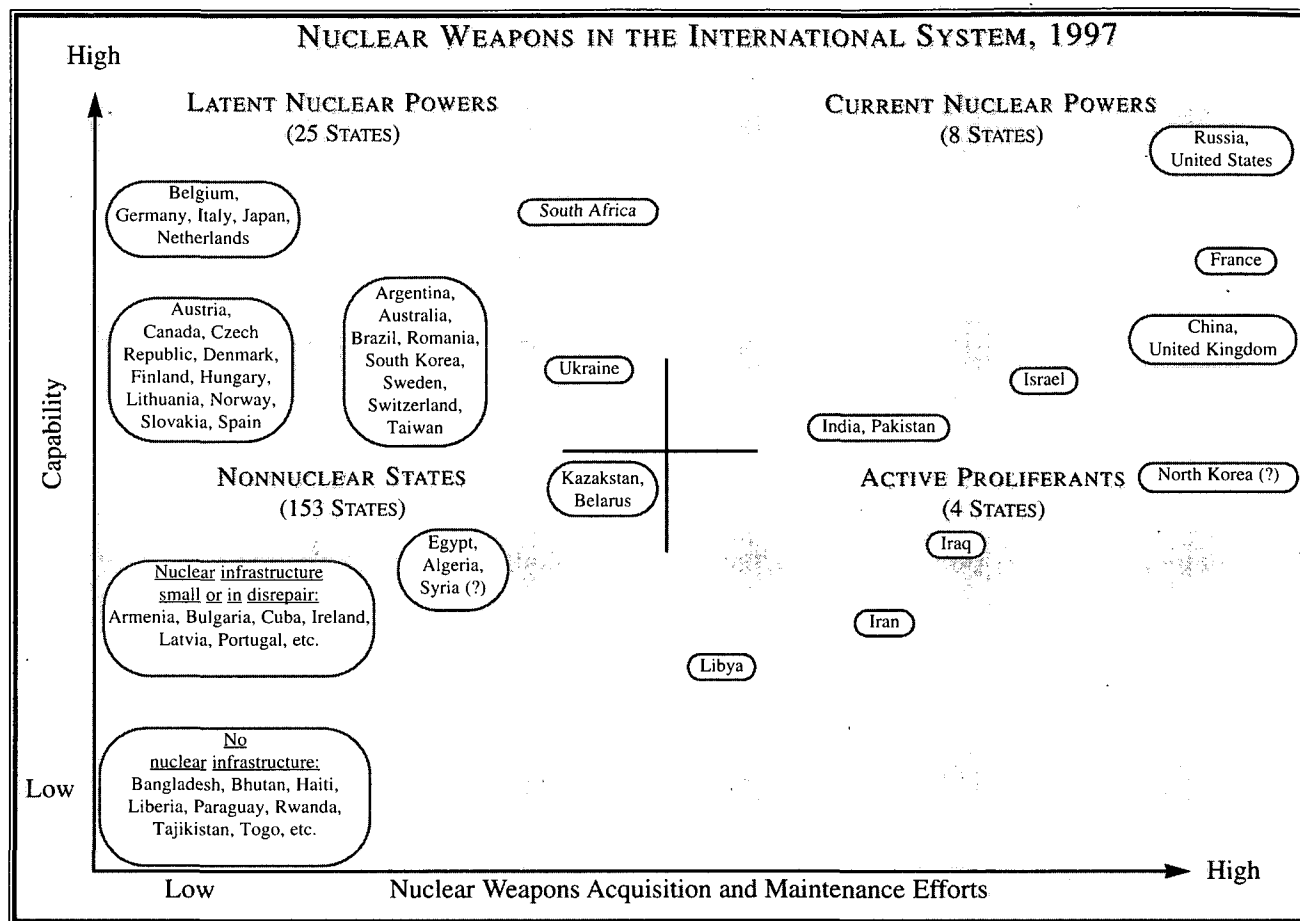 NUCLEAR WEAPONS IN THE INTERNATIONAL SYSTEM, 1997
High
LATENT NUCLEAR POWERS
(25 STATES)
CURRENT NUCLEAR POWERS
(8 STATES)
Russia,
United States
Belgium,
Germany, Italy, Japan,
Netherlands
South Africa
France
Austria,
Canada, Czech
Republic, Denmark,
Finland, Hungary,
Lithuania, Norway,
Slovakia, Spain
Argentina,
Australia,
Brazil, Romania,
South Korea,
Sweden,
Switzerland,
Taiwan
Ukraine
China,
United Kingdom
Israel
India, Pakistan
Capability
NONNUCLEAR STATES
(153 STATES)
Kazakstan,
Belarus
ACTIVE PROLIFERANTS
(4 STATES)
North Korea (?)
Egypt,
Algeria,
Syria (?)
Iraq
Nuclear infrastructure
small or in disrepair:
Armenia, Bulgaria, Cuba, Ireland,
Latvia, Portugal, etc.
Iran
Libya
No
nuclear infrastructure:
Bangladesh, Bhutan, Haiti,
Liberia, Paraguay, Rwanda,
Tajikistan, Togo, etc.
Low
Low
Nuclear Weapons Acquisition and Maintenance Efforts
High